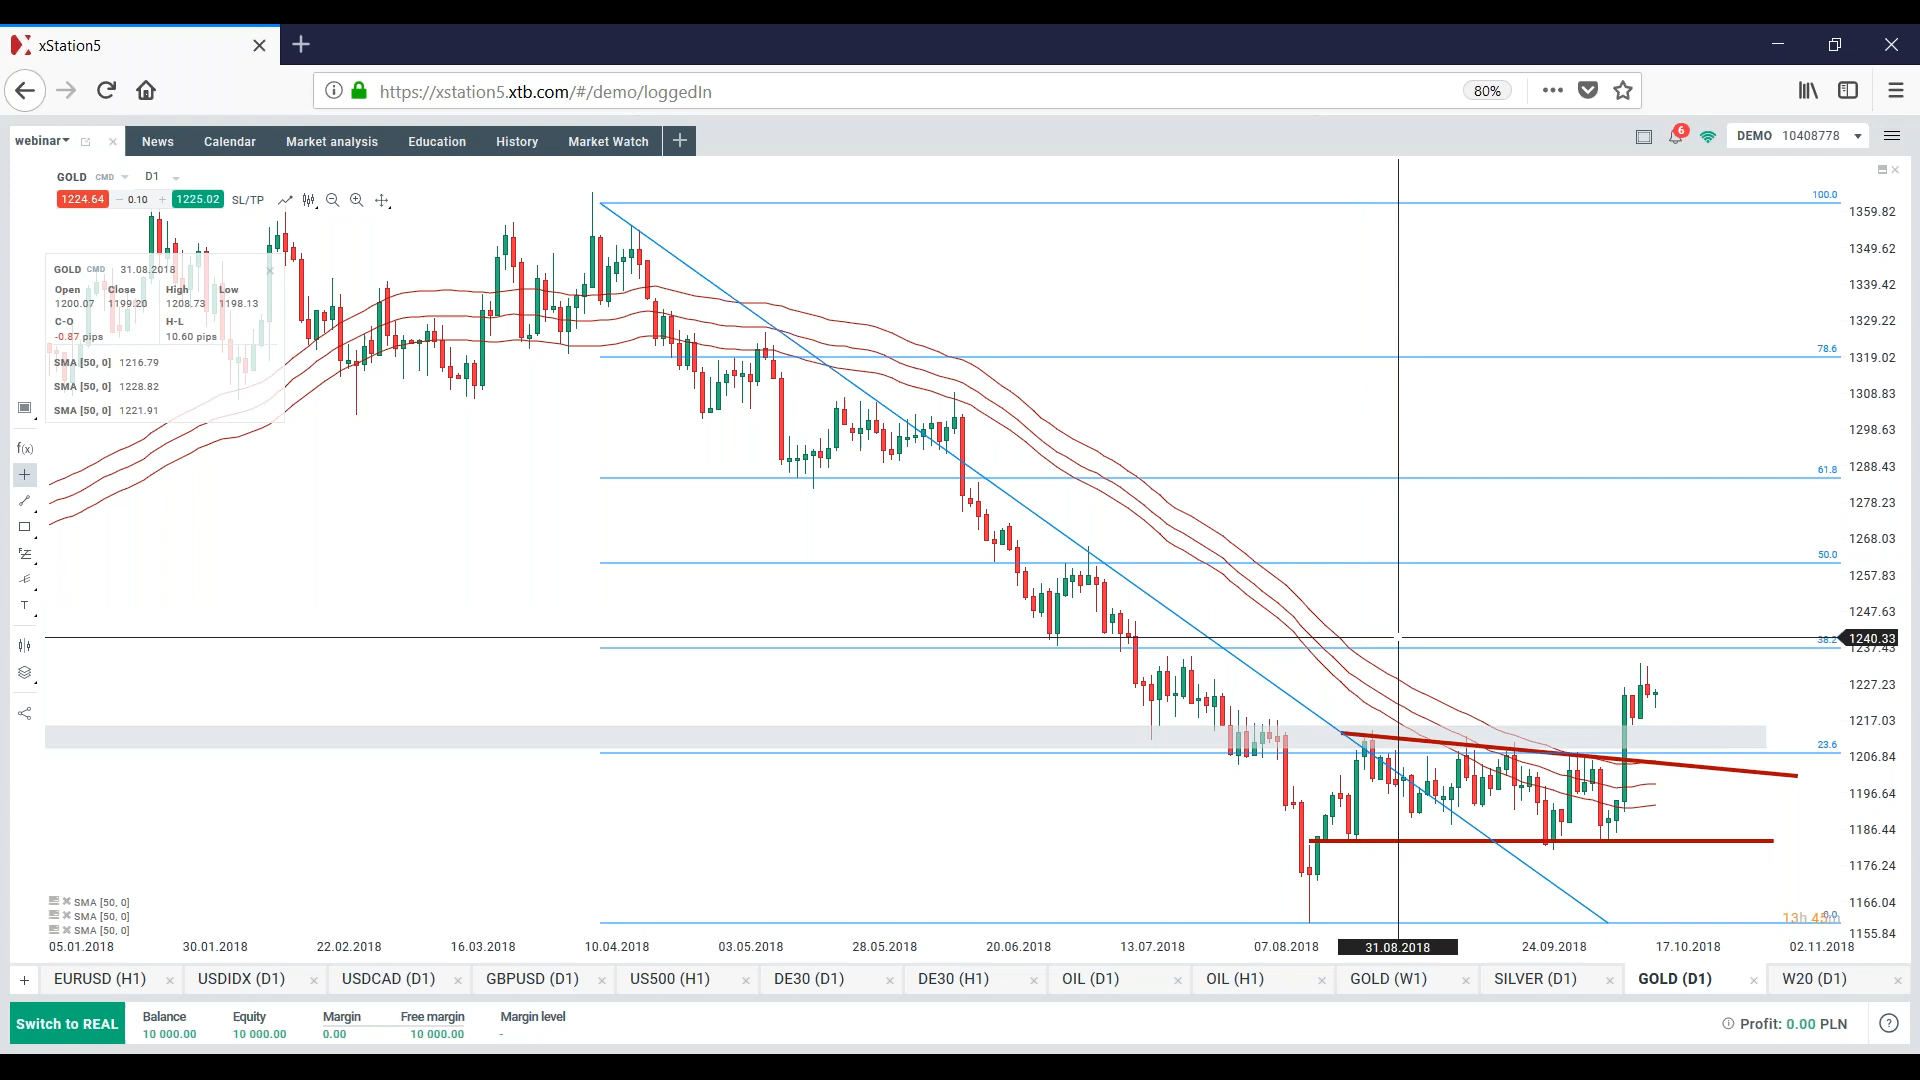 xStation5
https://xstation5.xtb.com/#/demo/loggedIn 80%
webinar News Calendar Market analysis Education History Market Watch 6 DEMO 10408778
GOLD CMD D1
1224.64 0.10 1225.02 SL/TP
GOLD CMD 31.08.2018
Open Close High Low
1200.07 1199.20 1208.73 1198.13
C-O H-L
-0.87 pips 10.60 pips
SMA [50, 0] 1216.79
SMA [50, 0] 1228.82
SMA [50, 0] 1221.91
f(x)
T
100.0
78.6
61.8
50.0
38.2
23.6
0.0
1359.82
1349.62
1339.42
1329.22
1319.02
1308.83
1298.63
1288.43
1278.23
1268.03
1257.83
1247.63
1240.33
1237.43
1227.23
1217.03
1206.84
1196.64
1186.44
1176.24
1166.04
1155.84
SMA [50, 0]
SMA [50, 0]
SMA [50, 0]
05.01.2018 30.01.2018 22.02.2018 16.03.2018 10.04.2018 03.05.2018 28.05.2018 20.06.2018 13.07.2018 07.08.2018 31.08.2018 24.09.2018 17.10.2018 02.11.2018
EURUSD (H1) USDIDX (D1) USDCAD (D1) GBPUSD (D1) US500 (H1) DE30 (D1) DE30 (H1) OIL (D1) OIL (H1) GOLD (W1) SILVER (D1) GOLD (D1) W20 (D1)
Switch to REAL
Balance Equity Margin Free margin Margin level
10 000.00 10 000.00 0.00 10 000.00 -
Profit: 0.00 PLN